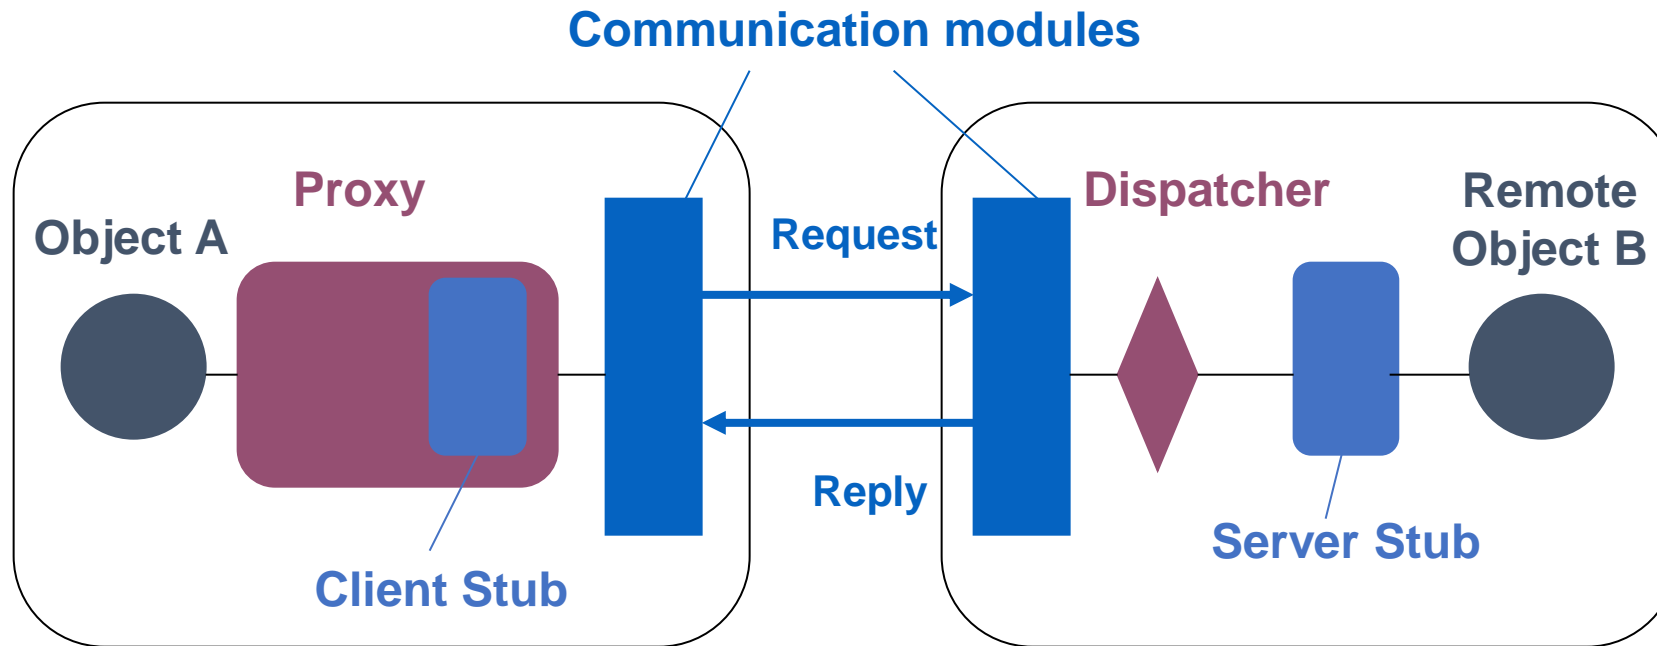 Communication modules
Proxy
Object A
Client Stub
Request
Reply
Dispatcher
Remote
Object B
Server Stub